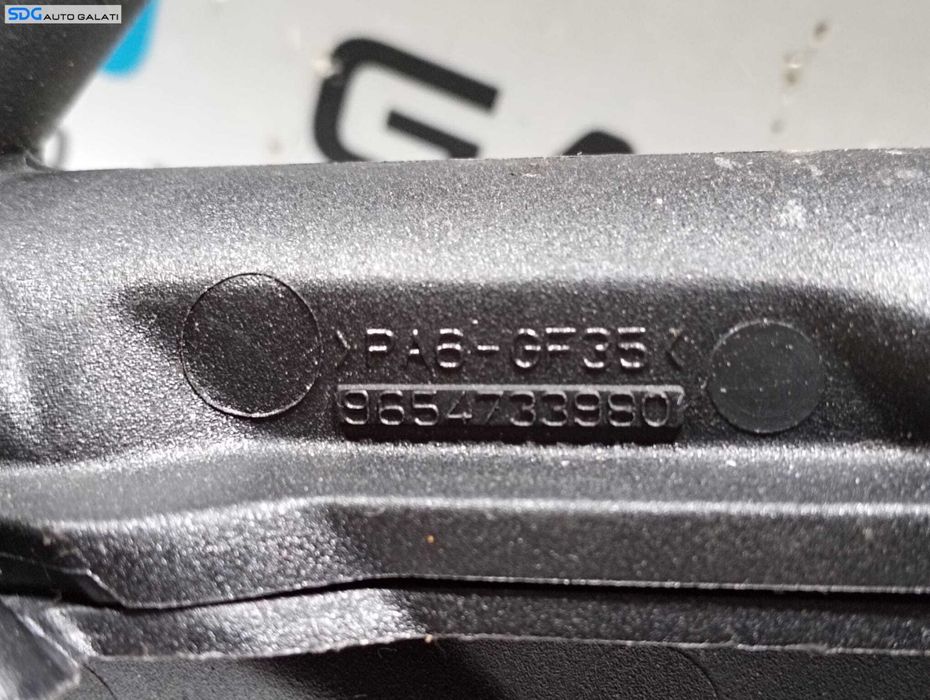 SDG AUTO GALATI
>PA6-GF35<
9654733980